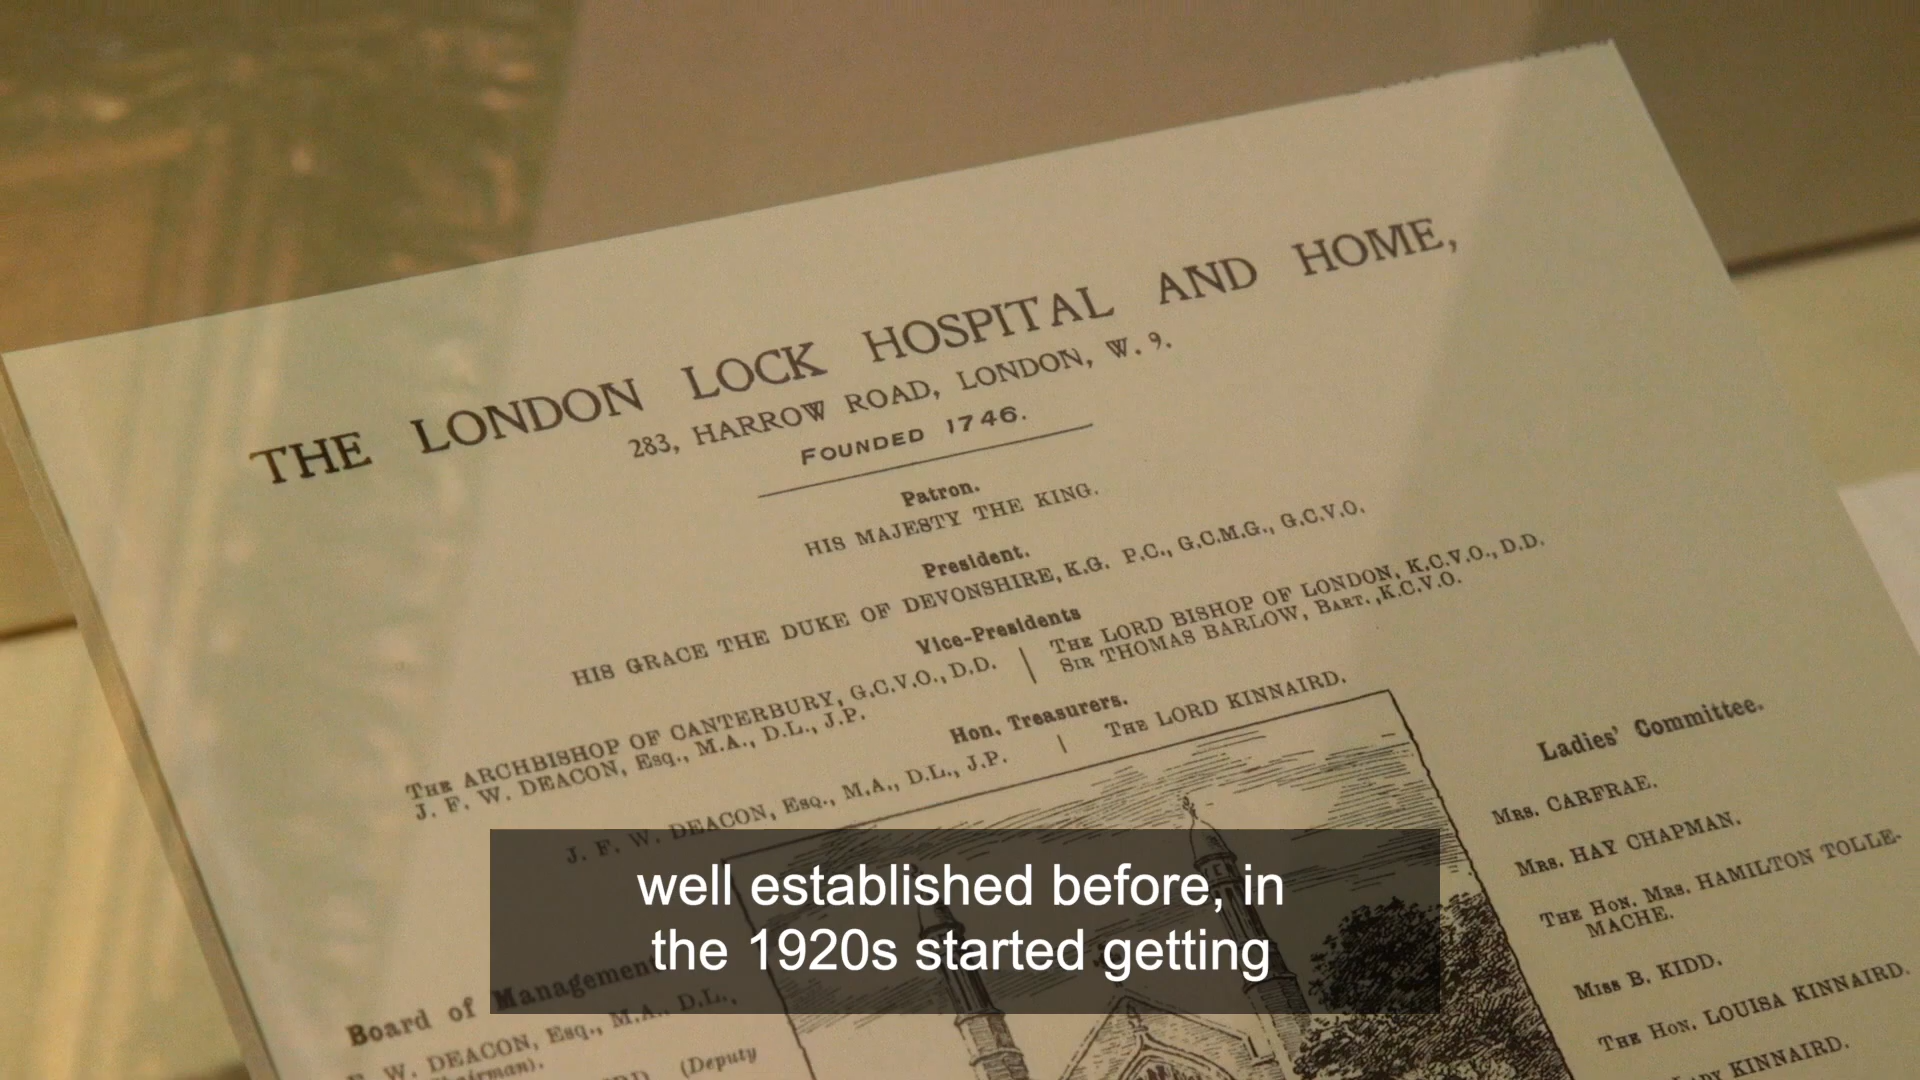 THE LONDON LOCK HOSPITAL AND HOME,
283, HARROW ROAD, LONDON, W. 9.
FOUNDED 1746.
Patron.
HIS MAJESTY THE KING.
President.
HIS GRACE THE DUKE OF DEVONSHIRE, K.G. P.C., G.C.M.G., G.C.V.O.
Vice-Presidents
THE ARCHBISHOP OF CANTERBURY, G.C.V.O., D.D. | THE LORD BISHOP OF LONDON, K.C.V.O., D.D.
J. F. W. DEACON, ESQ., M.A., D.L., J.P. | SIR THOMAS BARLOW, BART., K.C.V.O.
Hon. Treasurers.
J. F. W. DEACON, ESQ., M.A., D.L., J.P. | THE LORD KINNAIRD.
Ladies' Committee.
MRS. CARFRAE.
MRS. HAY CHAPMAN.
THE HON. MRS. HAMILTON TOLLE-
MACHE.
MISS B. KIDD.
THE HON. LOUISA KINNAIRD.
LADY KINNAIRD.
Board of Management
F. W. DEACON, ESQ., M.A., D.L.,
(Deputy
well established before, in
the 1920s started getting